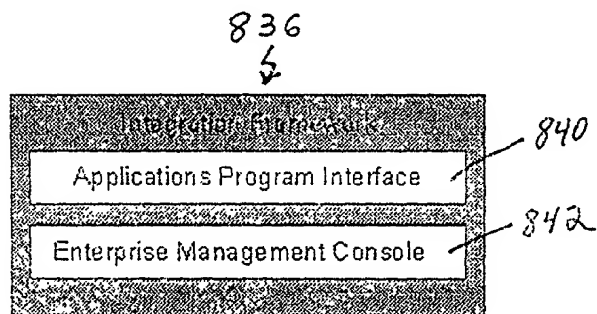 836
Integration Framework
840
Applications Program Interface
842
Enterprise Management Console